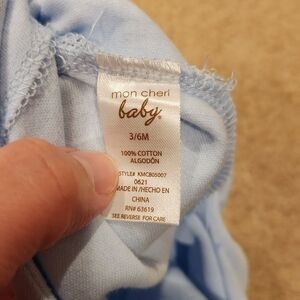 mon cheri
baby
3/6M
100% COTTON
ALGODÓN
STYLE# KMCB05007
0621
MADE IN/HECHO EN
CHINA
RN# 63619
SEE REVERSE FOR CARE